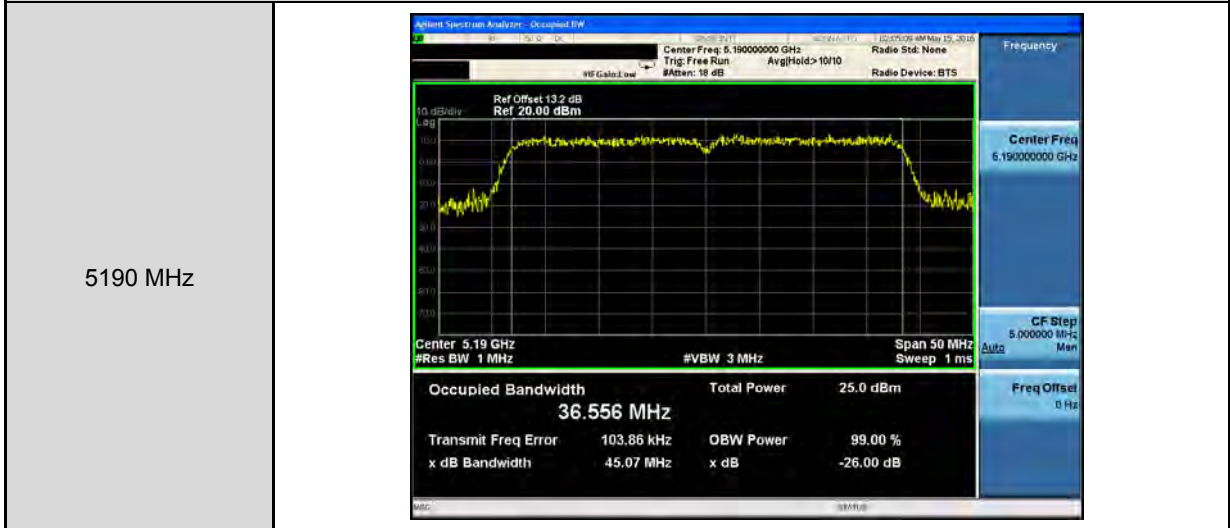 5190 MHz
Agilent Spectrum Analyzer - Occupied BW
Center Freq: 5.190000000 GHz
Radio Std: None
Frequency
Trig: Free Run
Avg|Hold:> 10/10
#IFGain:Low
#Atten: 18 dB
Radio Device: BTS
Ref Offset 13.2 dB
10 dB/div
Ref 20.00 dBm
Log
Center Freq
5.190000000 GHz
CF Step
5.000000 MHz
Auto Man
Center 5.19 GHz
Span 50 MHz
#Res BW 1 MHz
#VBW 3 MHz
Sweep 1 ms
Occupied Bandwidth
Total Power
25.0 dBm
36.556 MHz
Freq Offset
0 Hz
Transmit Freq Error
103.86 kHz
OBW Power
99.00 %
x dB Bandwidth
45.07 MHz
x dB
-26.00 dB
MSG
STATUS